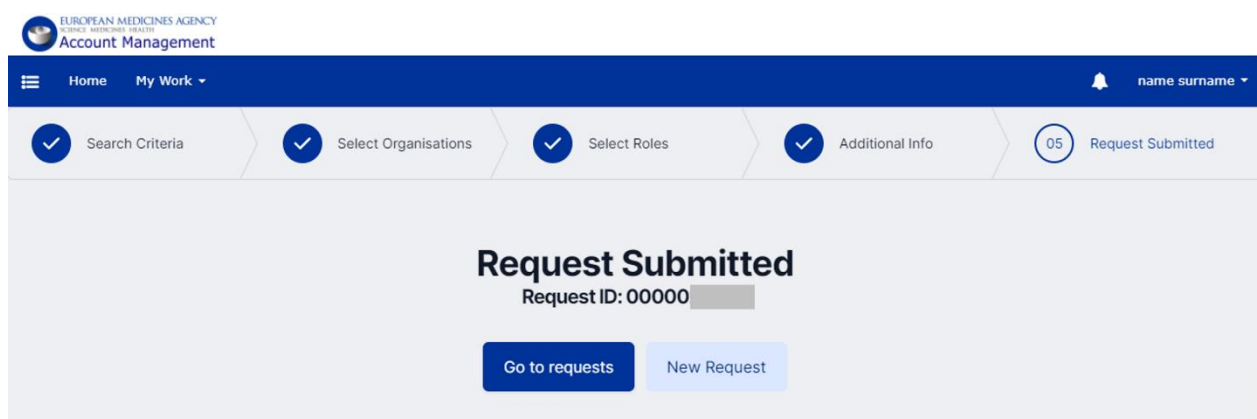 EUROPEAN MEDICINES AGENCY
SCIENCE MEDICINES HEALTH
Account Management
Home My Work name surname
Search Criteria Select Organisations Select Roles Additional Info 05 Request Submitted
Request Submitted
Request ID: 00000
Go to requests New Request